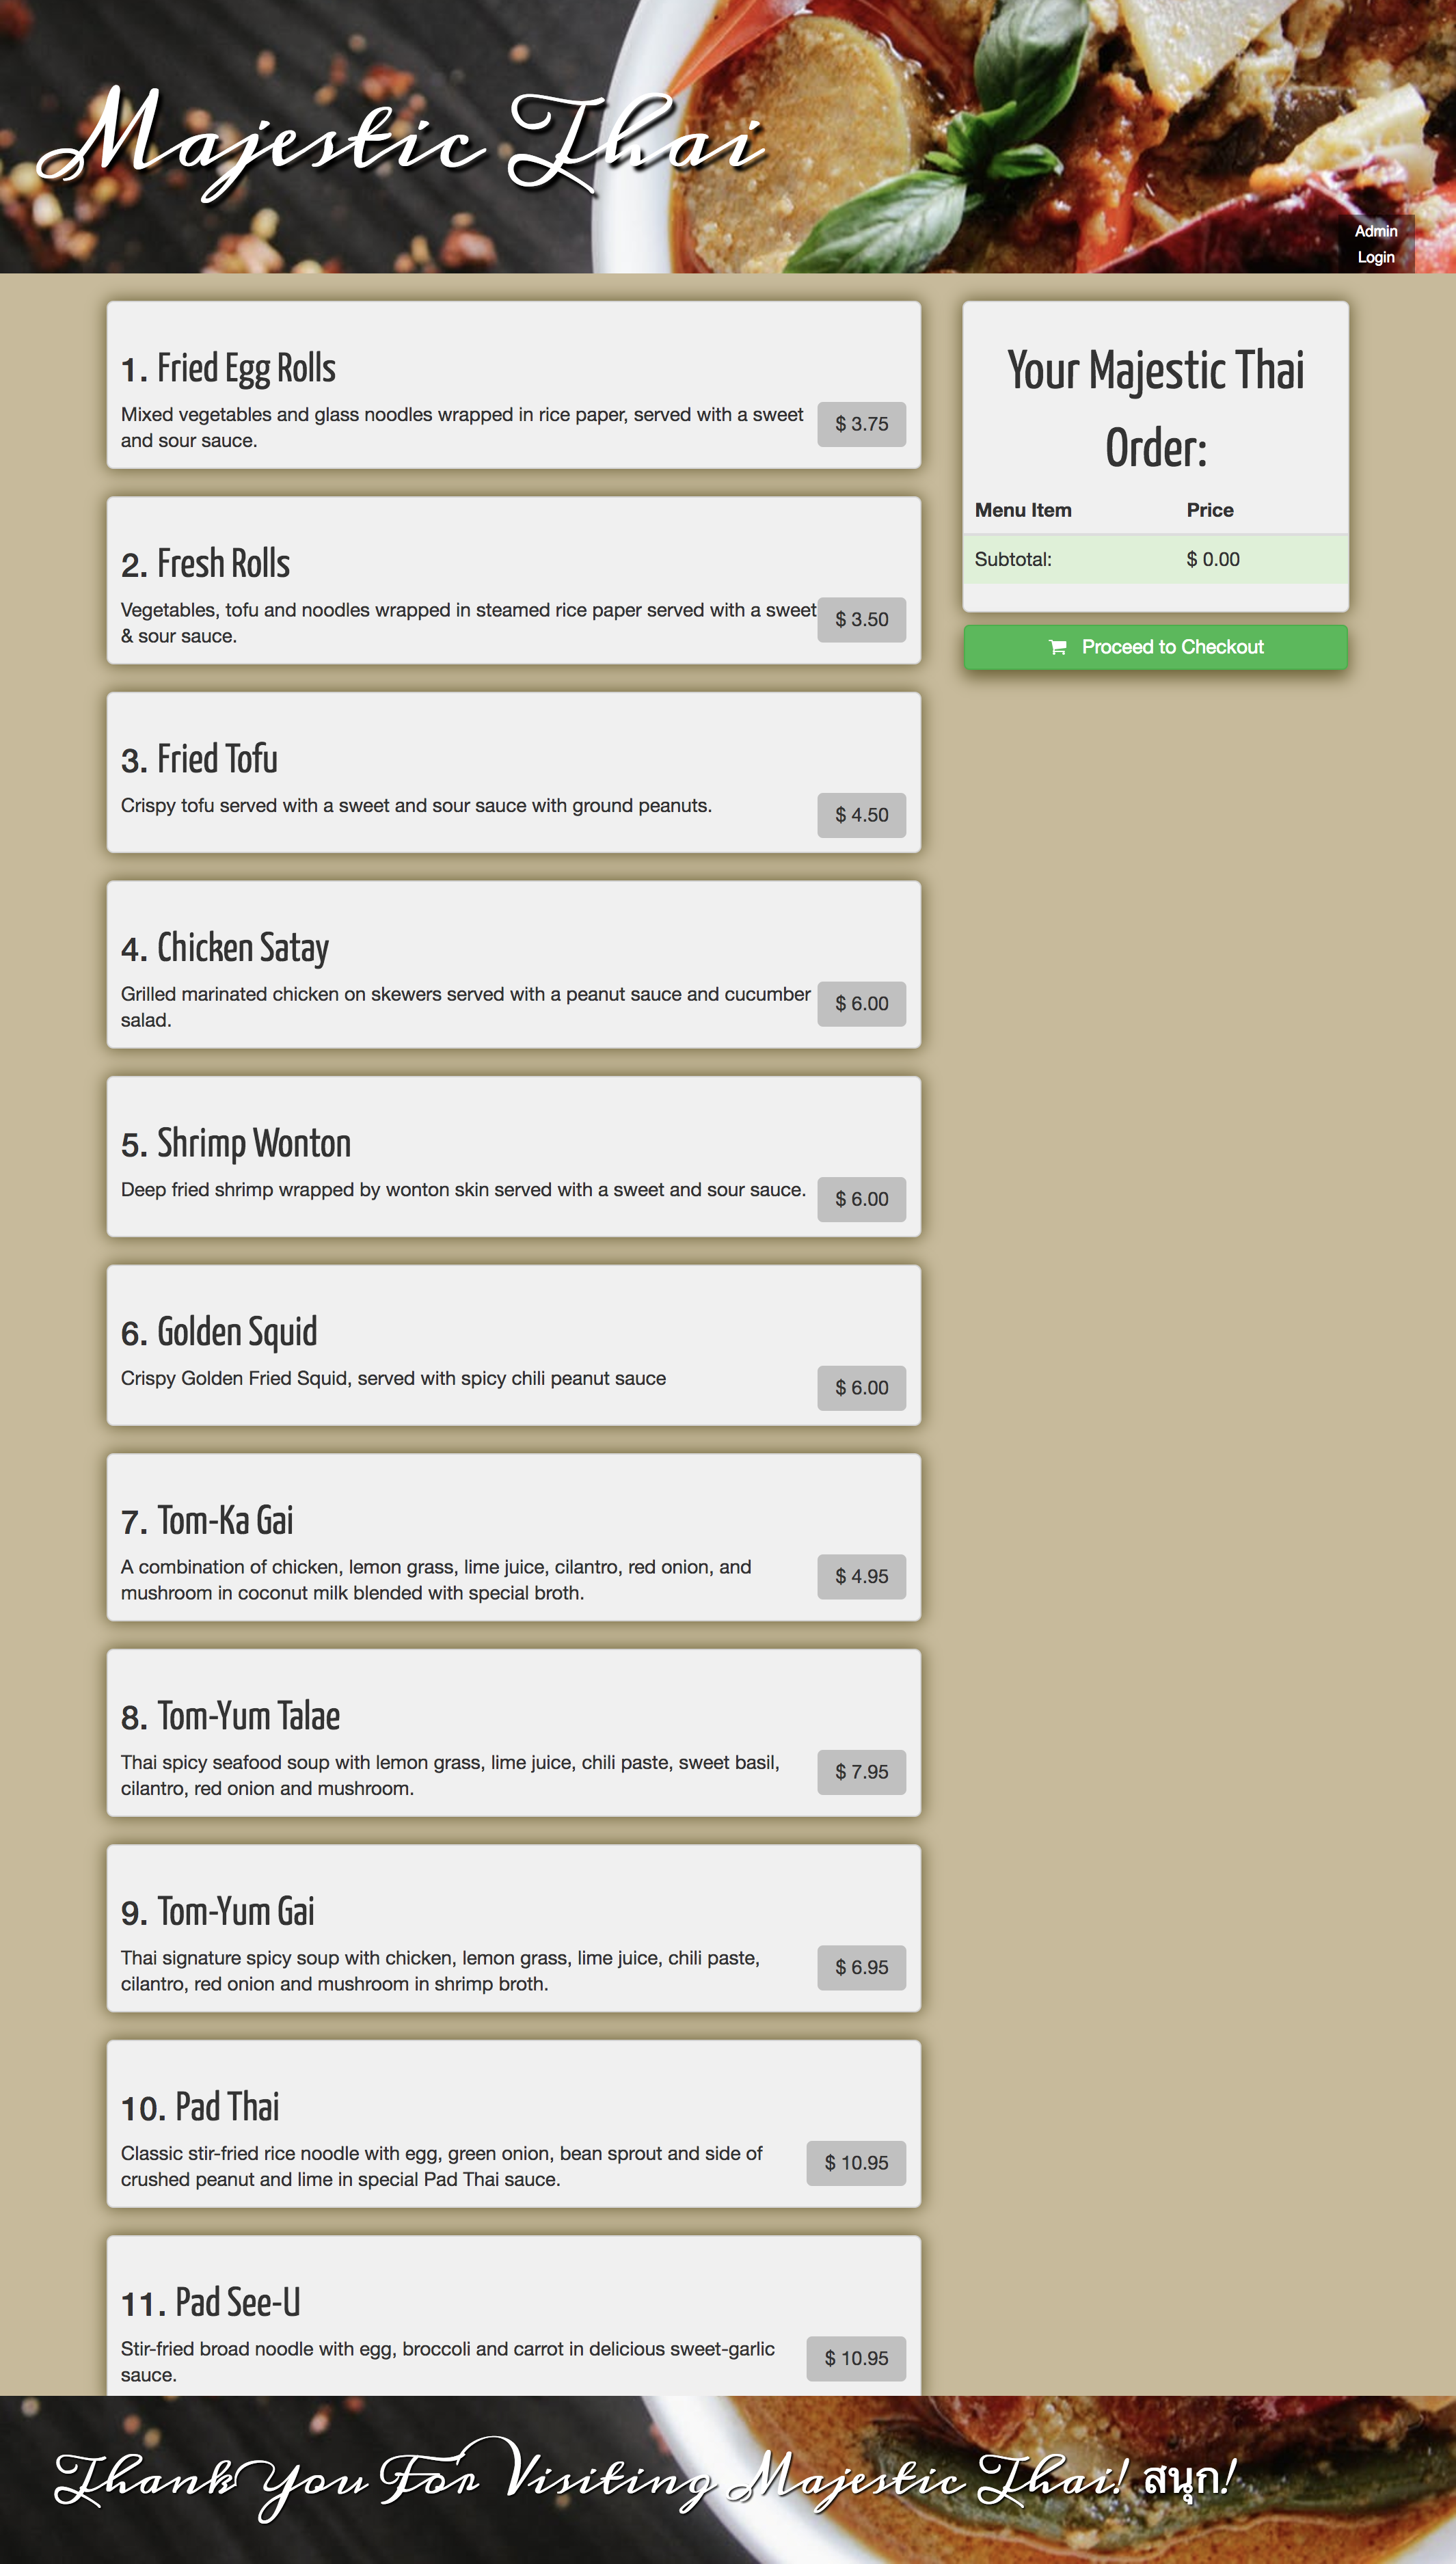 Majestic Thai
Admin
Login
1. Fried Egg Rolls
Mixed vegetables and glass noodles wrapped in rice paper, served with a sweet
and sour sauce.
$ 3.75
2. Fresh Rolls
Vegetables, tofu and noodles wrapped in steamed rice paper served with a sweet
& sour sauce.
$ 3.50
3. Fried Tofu
Crispy tofu served with a sweet and sour sauce with ground peanuts.
$ 4.50
4. Chicken Satay
Grilled marinated chicken on skewers served with a peanut sauce and cucumber
salad.
$ 6.00
5. Shrimp Wonton
Deep fried shrimp wrapped by wonton skin served with a sweet and sour sauce.
$ 6.00
6. Golden Squid
Crispy Golden Fried Squid, served with spicy chili peanut sauce
$ 6.00
7. Tom-Ka Gai
A combination of chicken, lemon grass, lime juice, cilantro, red onion, and
mushroom in coconut milk blended with special broth.
$ 4.95
8. Tom-Yum Talae
Thai spicy seafood soup with lemon grass, lime juice, chili paste, sweet basil,
cilantro, red onion and mushroom.
$ 7.95
9. Tom-Yum Gai
Thai signature spicy soup with chicken, lemon grass, lime juice, chili paste,
cilantro, red onion and mushroom in shrimp broth.
$ 6.95
10. Pad Thai
Classic stir-fried rice noodle with egg, green onion, bean sprout and side of
crushed peanut and lime in special Pad Thai sauce.
$ 10.95
11. Pad See-U
Stir-fried broad noodle with egg, broccoli and carrot in delicious sweet-garlic
sauce.
$ 10.95
Your Majestic Thai
Order:
Menu Item Price
Subtotal: $ 0.00
Proceed to Checkout
Thank You For Visiting Majestic Thai! สนุก!